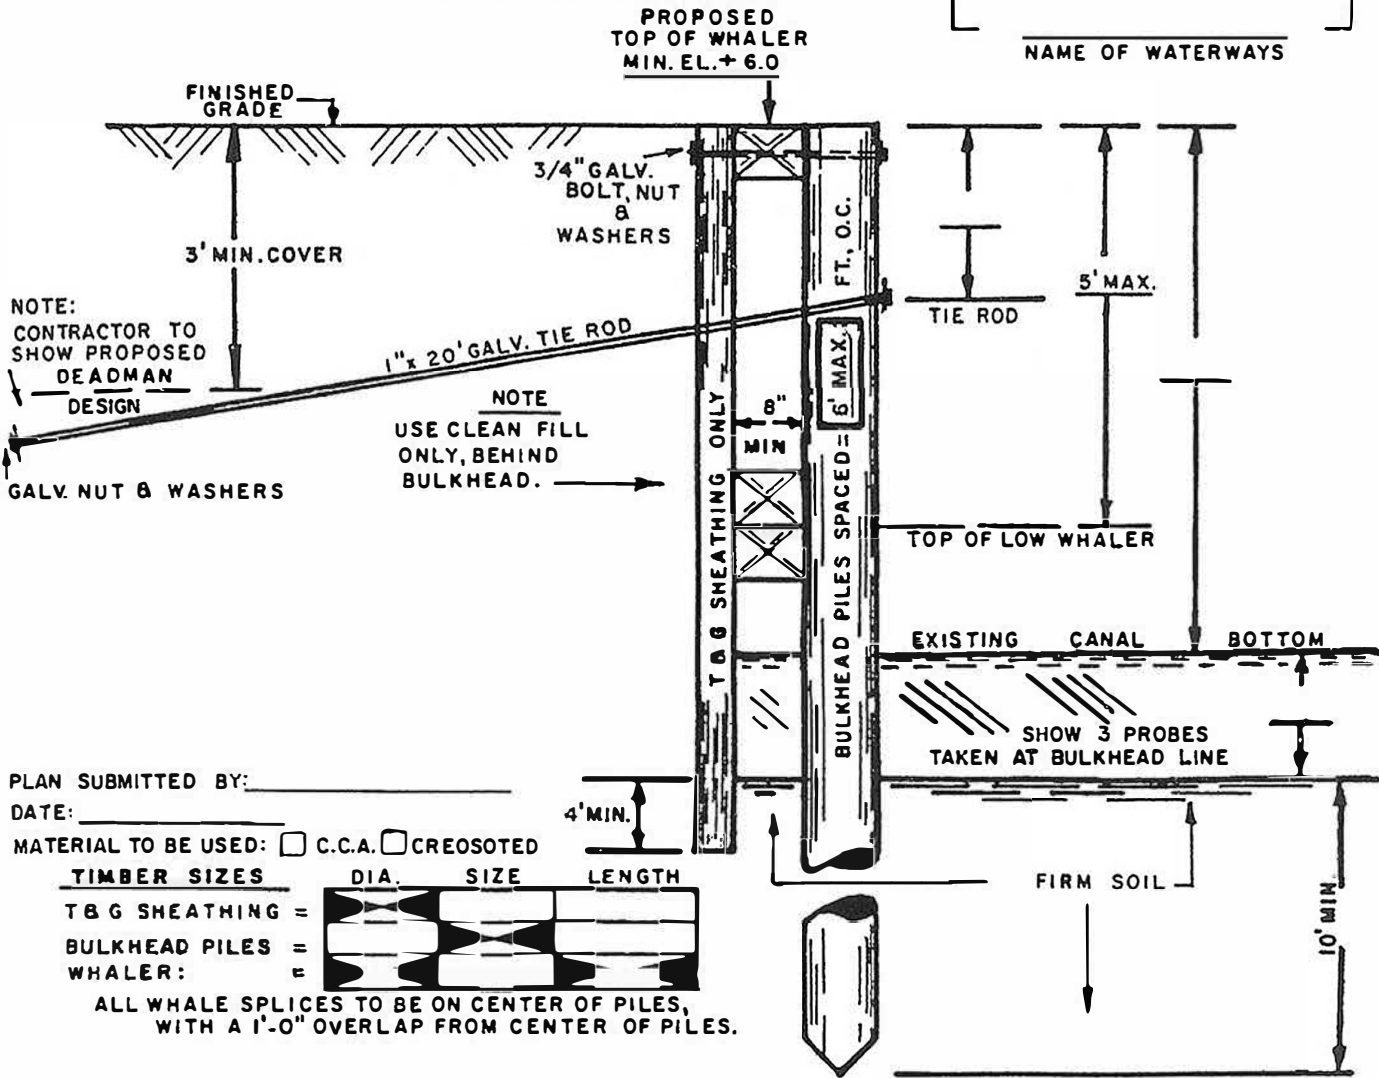 PROPOSED
TOP OF WHALER
MIN. EL. + 6.0
NAME OF WATERWAYS
FINISHED
GRADE
3/4" GALV.
BOLT, NUT
&
WASHERS
3' MIN. COVER
FT., O.C.
5' MAX.
TIE ROD
NOTE:
CONTRACTOR TO
SHOW PROPOSED
DEADMAN
DESIGN
1" x 20' GALV. TIE ROD
6' MAX.
NOTE
USE CLEAN FILL
ONLY, BEHIND
BULKHEAD.
8"
MIN
GALV. NUT & WASHERS
T & G SHEATHING ONLY
BULKHEAD PILES SPACED =
TOP OF LOW WHALER
EXISTING CANAL BOTTOM
SHOW 3 PROBES
TAKEN AT BULKHEAD LINE
PLAN SUBMITTED BY:
DATE:
4' MIN.
MATERIAL TO BE USED: C.C.A. CREOSOTED
FIRM SOIL
10' MIN
TIMBER SIZES DIA. SIZE LENGTH
T & G SHEATHING =
BULKHEAD PILES =
WHALER: =
ALL WHALE SPLICES TO BE ON CENTER OF PILES,
WITH A 1'-0" OVERLAP FROM CENTER OF PILES.